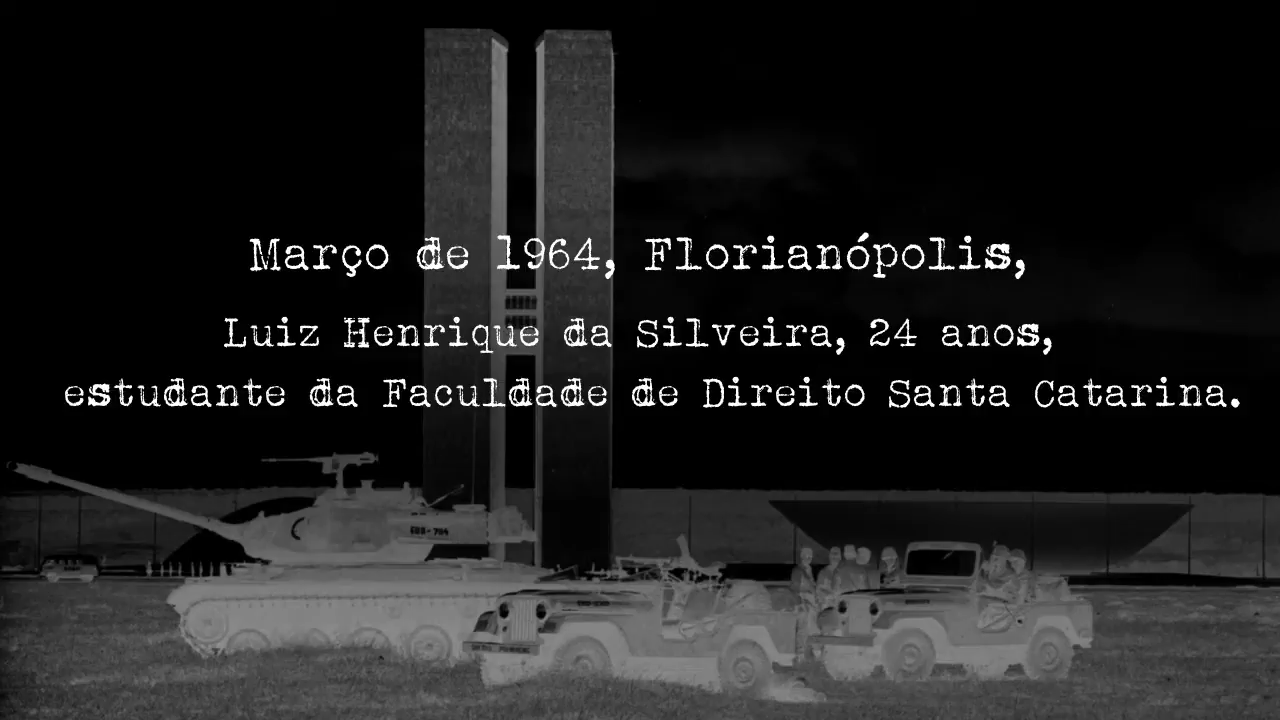 Março de 1964, Florianópolis,
Luiz Henrique da Silveira, 24 anos,
estudante da Faculdade de Direito Santa Catarina.